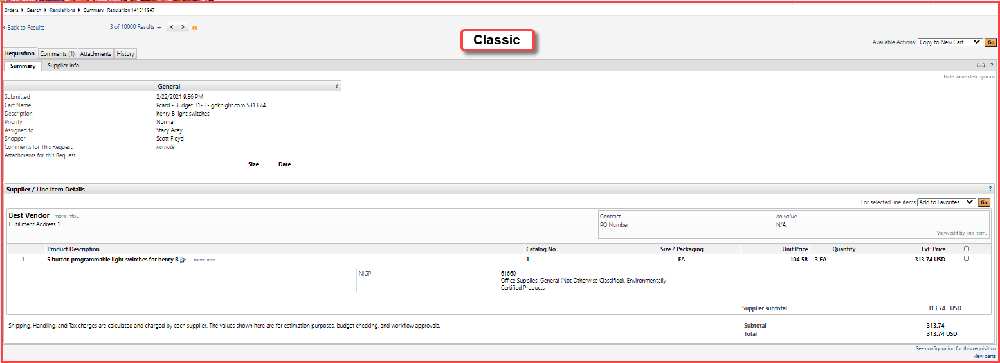 Orders Search Requisitions Summary - Requisition 141011947
< Back to Results 3 of 10000 Results < >
Classic
Available Actions: Copy to New Cart Go
Requisition Comments (1) Attachments History
Summary Supplier Info ?
Hide value descriptions
General ?
Submitted 2/22/2021 9:56 PM
Cart Name Pcard - Budget 31-3 - goknight.com $313.74
Description henry B light switches
Priority Normal
Assigned to Stacy Acey
Shopper Scott Floyd
Comments for This Request: no note
Attachments for this Request
Size Date
Supplier / Line Item Details ?
For selected line items Add to Favorites Go
Best Vendor more info...
Fulfillment Address 1
Contract no value
PO Number N/A
View/edit by line item...
Product Description Catalog No Size / Packaging Unit Price Quantity Ext. Price
1 5 button programmable light switches for henry B more info... 1 EA 104.58 3 EA 313.74 USD
NIGP 61660
Office Supplies, General (Not Otherwise Classified), Environmentally
Certified Products
Supplier subtotal 313.74 USD
Shipping, Handling, and Tax charges are calculated and charged by each supplier. The values shown here are for estimation purposes, budget checking, and workflow approvals.
Subtotal 313.74
Total 313.74 USD
See configuration for this requisition
view carts